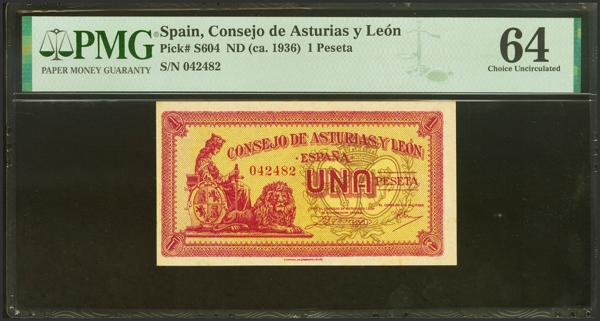 PMG
PAPER MONEY GUARANTY
Spain, Consejo de Asturias y León
Pick# S604 ND (ca. 1936) 1 Peseta
S/N 042482
64
Choice Uncirculated
1 1
CONSEJO DE ASTURIAS Y LEÓN
·ESPAÑA·
042482
UNA PESETA
1